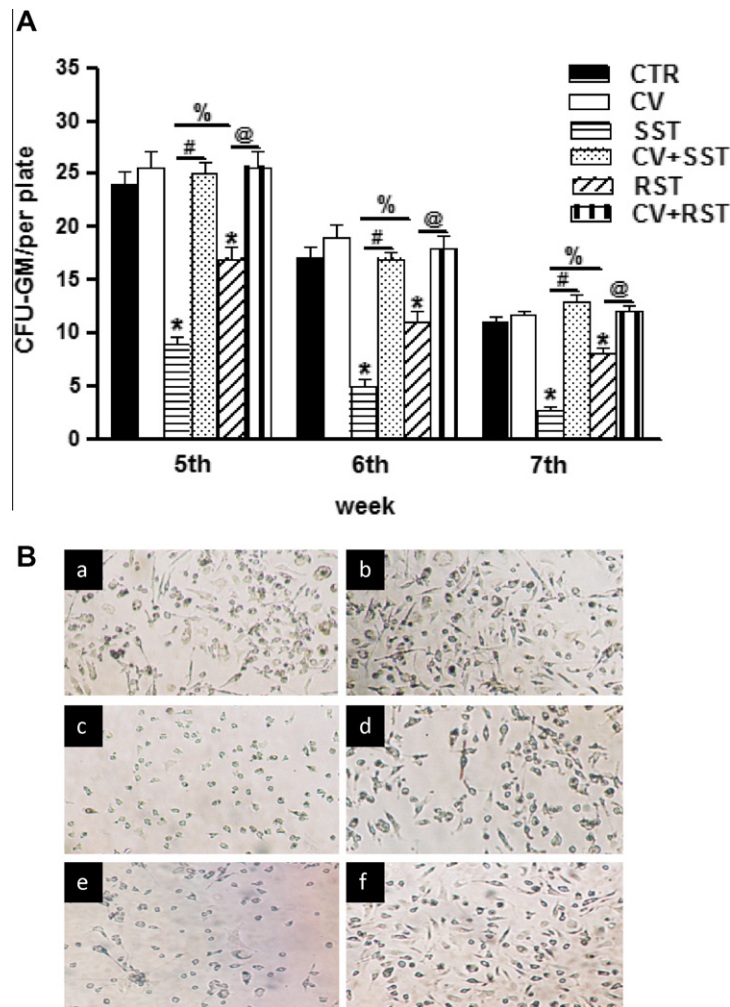 A
CFU-GM/per plate
35
30
25
20
15
10
5
0
% @
#
*
*
% @
#
*
*
% @
#
*
*
5th 6th 7th
week
CTR
CV
SST
CV+SST
RST
CV+RST
B
a b
c d
e f